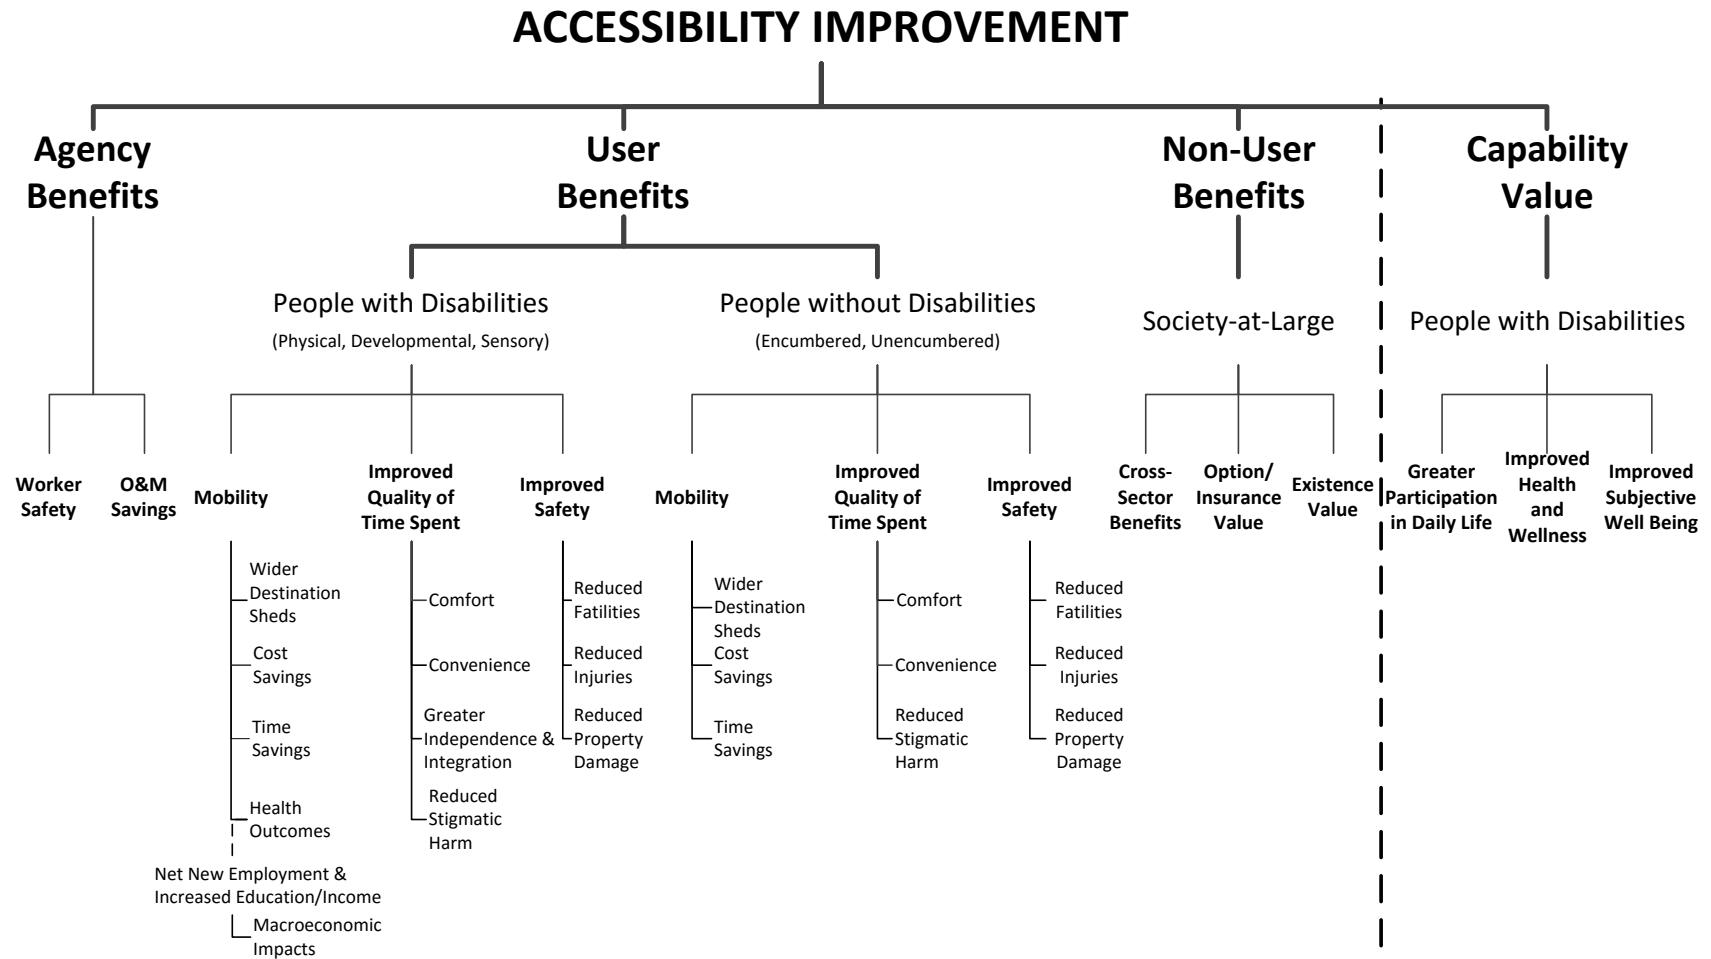 ACCESSIBILITY IMPROVEMENT
Agency
Benefits
User
Benefits
Non-User
Benefits
Capability
Value
People with Disabilities
(Physical, Developmental, Sensory)
People without Disabilities
(Encumbered, Unencumbered)
Society-at-Large
People with Disabilities
Worker
Safety
O&M
Savings
Mobility
Improved
Quality of
Time Spent
Improved
Safety
Mobility
Improved
Quality of
Time Spent
Improved
Safety
Cross-
Sector
Benefits
Option/
Insurance
Value
Existence
Value
Greater
Participation
in Daily Life
Improved
Health
and
Wellness
Improved
Subjective
Well Being
Wider
Destination
Sheds
Cost
Savings
Time
Savings
Health
Outcomes
Net New Employment &
Increased Education/Income
Macroeconomic
Impacts
Comfort
Convenience
Greater
Independence &
Integration
Reduced
Stigmatic
Harm
Reduced
Fatilities
Reduced
Injuries
Reduced
Property
Damage
Wider
Destination
Sheds
Cost
Savings
Time
Savings
Comfort
Convenience
Reduced
Stigmatic
Harm
Reduced
Fatilities
Reduced
Injuries
Reduced
Property
Damage